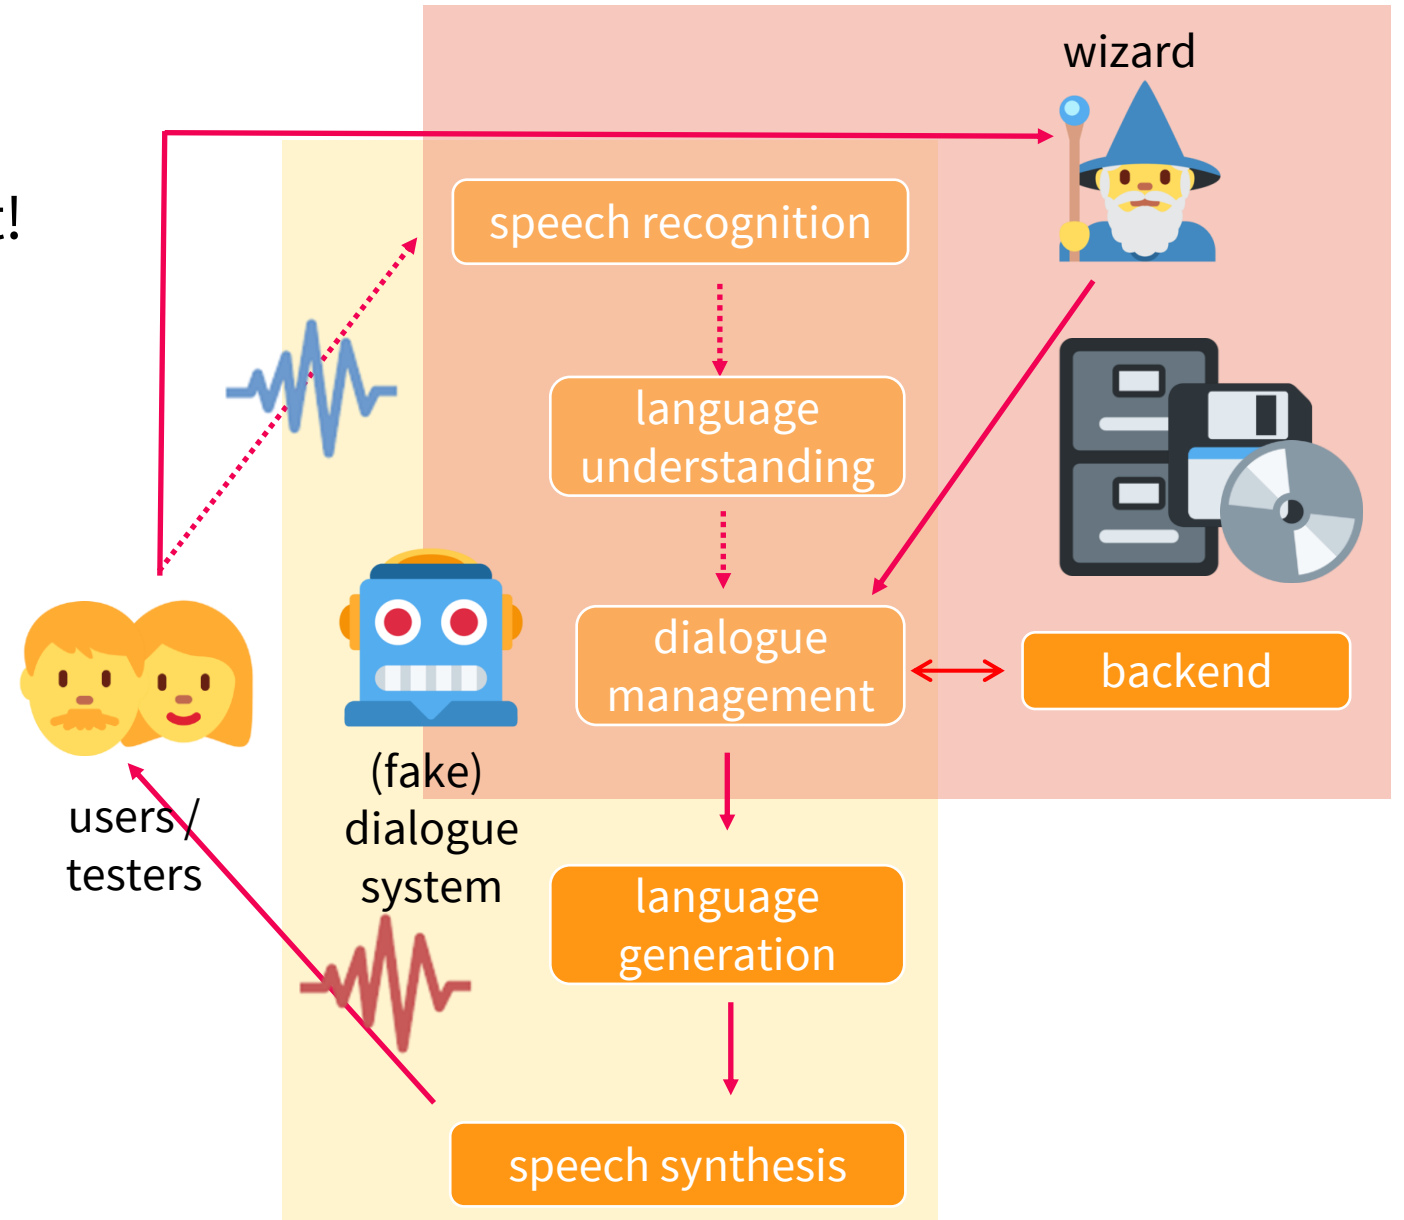 wizard
t!
speech recognition
language
understanding
dialogue
management
backend
(fake)
dialogue
system
users /
testers
language
generation
speech synthesis